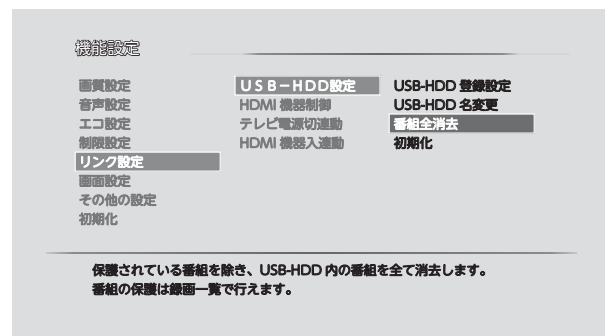 機能設定
画質設定
音声設定
エコ設定
制限設定
リンク設定
画面設定
その他の設定
初期化
USB－HDD設定
HDMI 機器制御
テレビ電源切連動
HDMI 機器入連動
USB-HDD 登録設定
USB-HDD 名変更
番組全消去
初期化
保護されている番組を除き、USB-HDD 内の番組を全て消去します。
番組の保護は録画一覧で行えます。